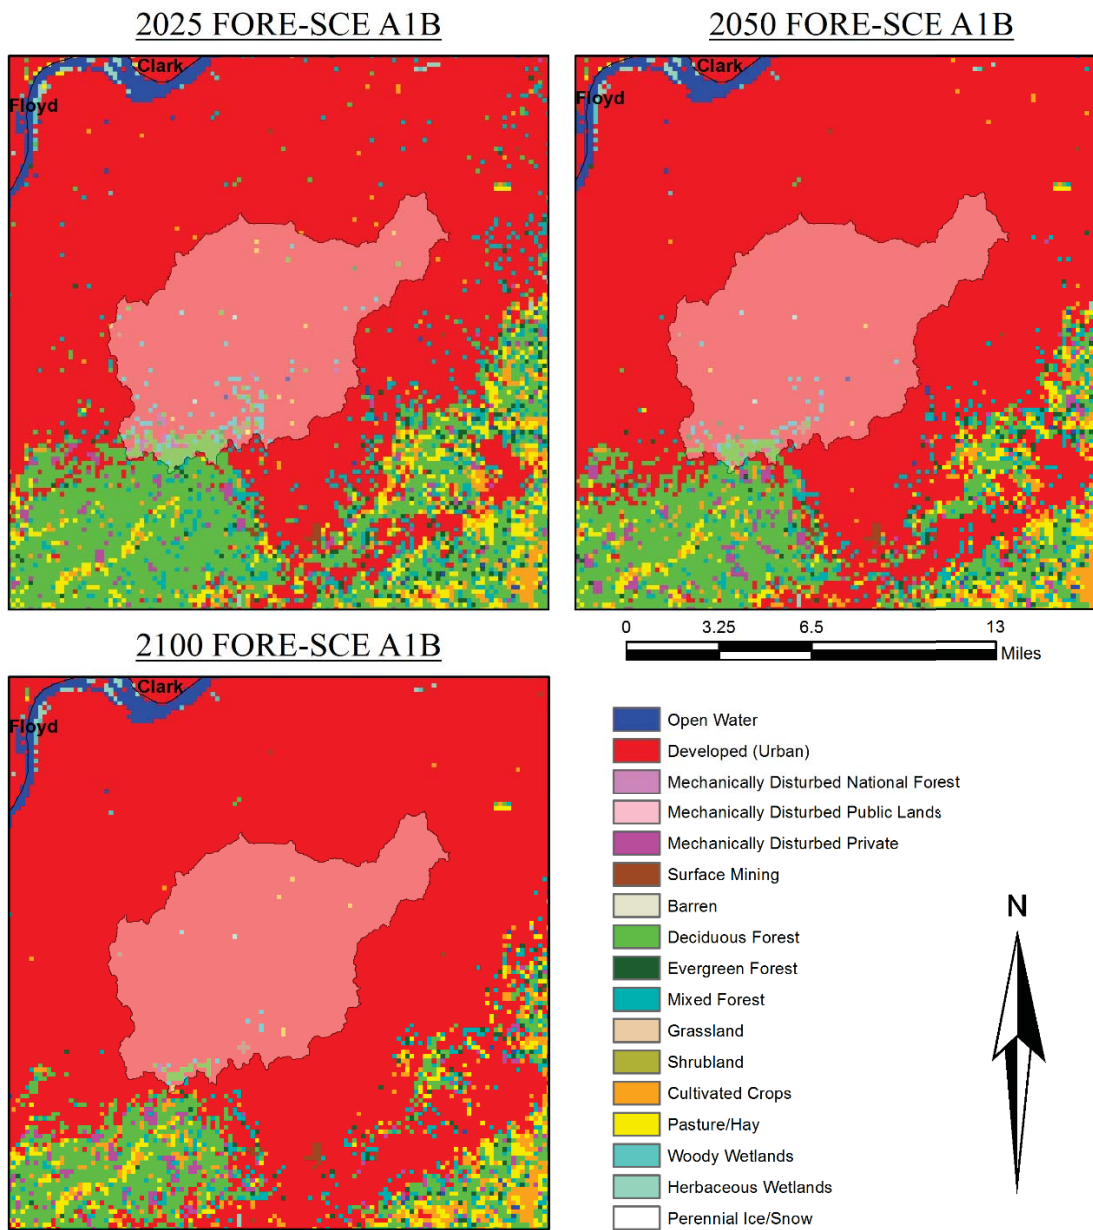 2025 FORE-SCE A1B
2050 FORE-SCE A1B
Clark
Floyd
Clark
Floyd
2100 FORE-SCE A1B
0 3.25 6.5 13
Miles
Clark
Floyd
Open Water
Developed (Urban)
Mechanically Disturbed National Forest
Mechanically Disturbed Public Lands
Mechanically Disturbed Private
Surface Mining
Barren
Deciduous Forest
Evergreen Forest
Mixed Forest
Grassland
Shrubland
Cultivated Crops
Pasture/Hay
Woody Wetlands
Herbaceous Wetlands
Perennial Ice/Snow
N